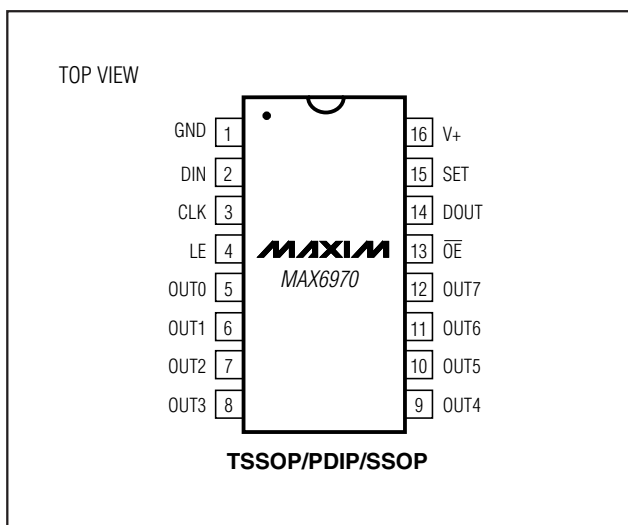 TOP VIEW
GND 1 16 V+
DIN 2 15 SET
CLK 3 14 DOUT
LE 4 MAXIM 13 O̅E̅
OUT0 5 MAX6970 12 OUT7
OUT1 6 11 OUT6
OUT2 7 10 OUT5
OUT3 8 9 OUT4
TSSOP/PDIP/SSOP